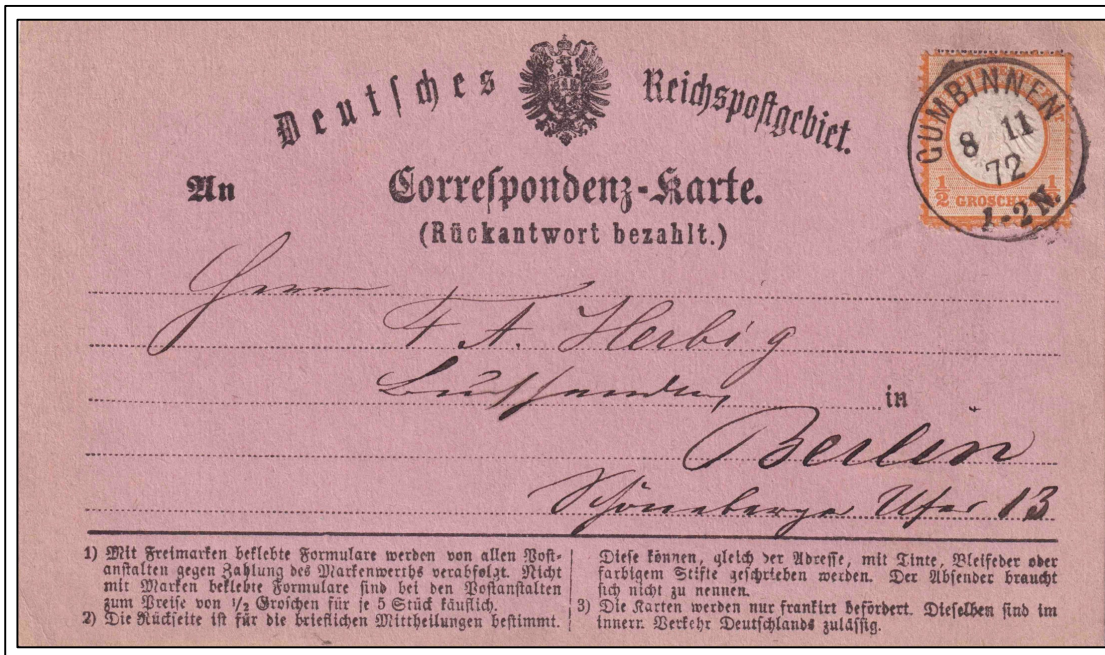 Deutsches Reichspostgebiet.
GUMBINNEN
8 11
72
1-2N.
1/2 GROSCHEN 1/2
An Correspondenz-Karte.
(Rückantwort bezahlt.)
Herrn
F A. Herbig
in
Berlin
Schöneberger Ufer 13
1) Mit Freimarken beklebte Formulare werden von allen Post-
anstalten gegen Zahlung des Markenwerths verabfolgt. Nicht
mit Marken beklebte Formulare sind bei den Postanstalten
zum Preise von 1/2 Groschen für je 5 Stück käuflich.
2) Die Rückseite ist für die brieflichen Mittheilungen bestimmt.
Diese können, gleich der Adresse, mit Tinte, Bleifeder oder
farbigem Stifte geschrieben werden. Der Absender braucht
sich nicht zu nennen.
3) Die Karten werden nur frankirt befördert. Dieselben sind im
innern Verkehr Deutschlands zulässig.